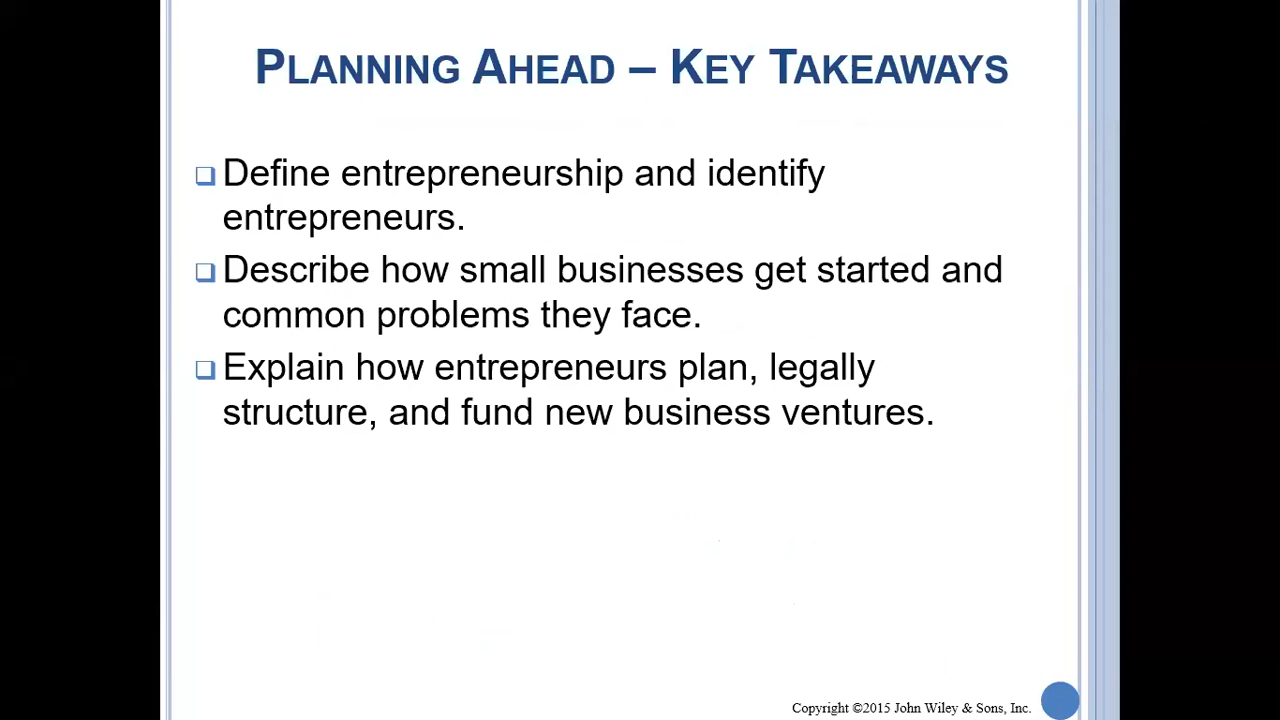 PLANNING AHEAD – KEY TAKEAWAYS
❑ Define entrepreneurship and identify
entrepreneurs.
❑ Describe how small businesses get started and
common problems they face.
❑ Explain how entrepreneurs plan, legally
structure, and fund new business ventures.
Copyright ©2015 John Wiley & Sons, Inc.